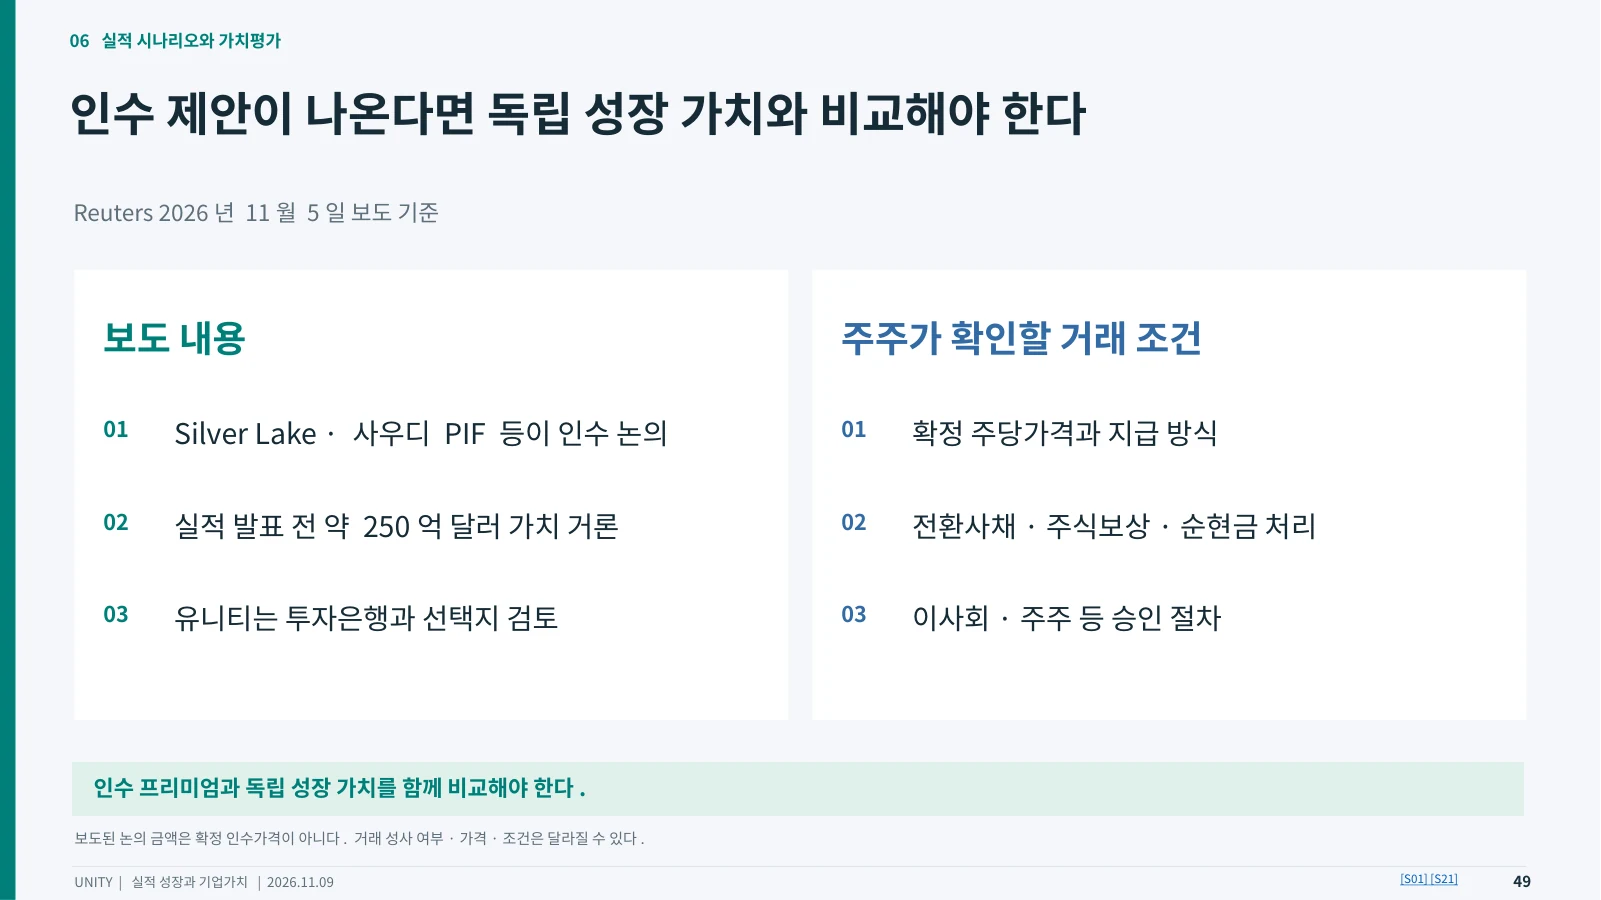 06 실적 시나리오와 가치평가
인수 제안이 나온다면 독립 성장 가치와 비교해야 한다
Reuters 2026 년 11 월 5 일 보도 기준
보도 내용
01 Silver Lake · 사우디 PIF 등이 인수 논의
02 실적 발표 전 약 250 억 달러 가치 거론
03 유니티는 투자은행과 선택지 검토
주주가 확인할 거래 조건
01 확정 주당가격과 지급 방식
02 전환사채 · 주식보상 · 순현금 처리
03 이사회 · 주주 등 승인 절차
인수 프리미엄과 독립 성장 가치를 함께 비교해야 한다 .
보도된 논의 금액은 확정 인수가격이 아니다 . 거래 성사 여부 · 가격 · 조건은 달라질 수 있다 .
UNITY | 실적 성장과 기업가치 | 2026.11.09
[S01] [S21]
49